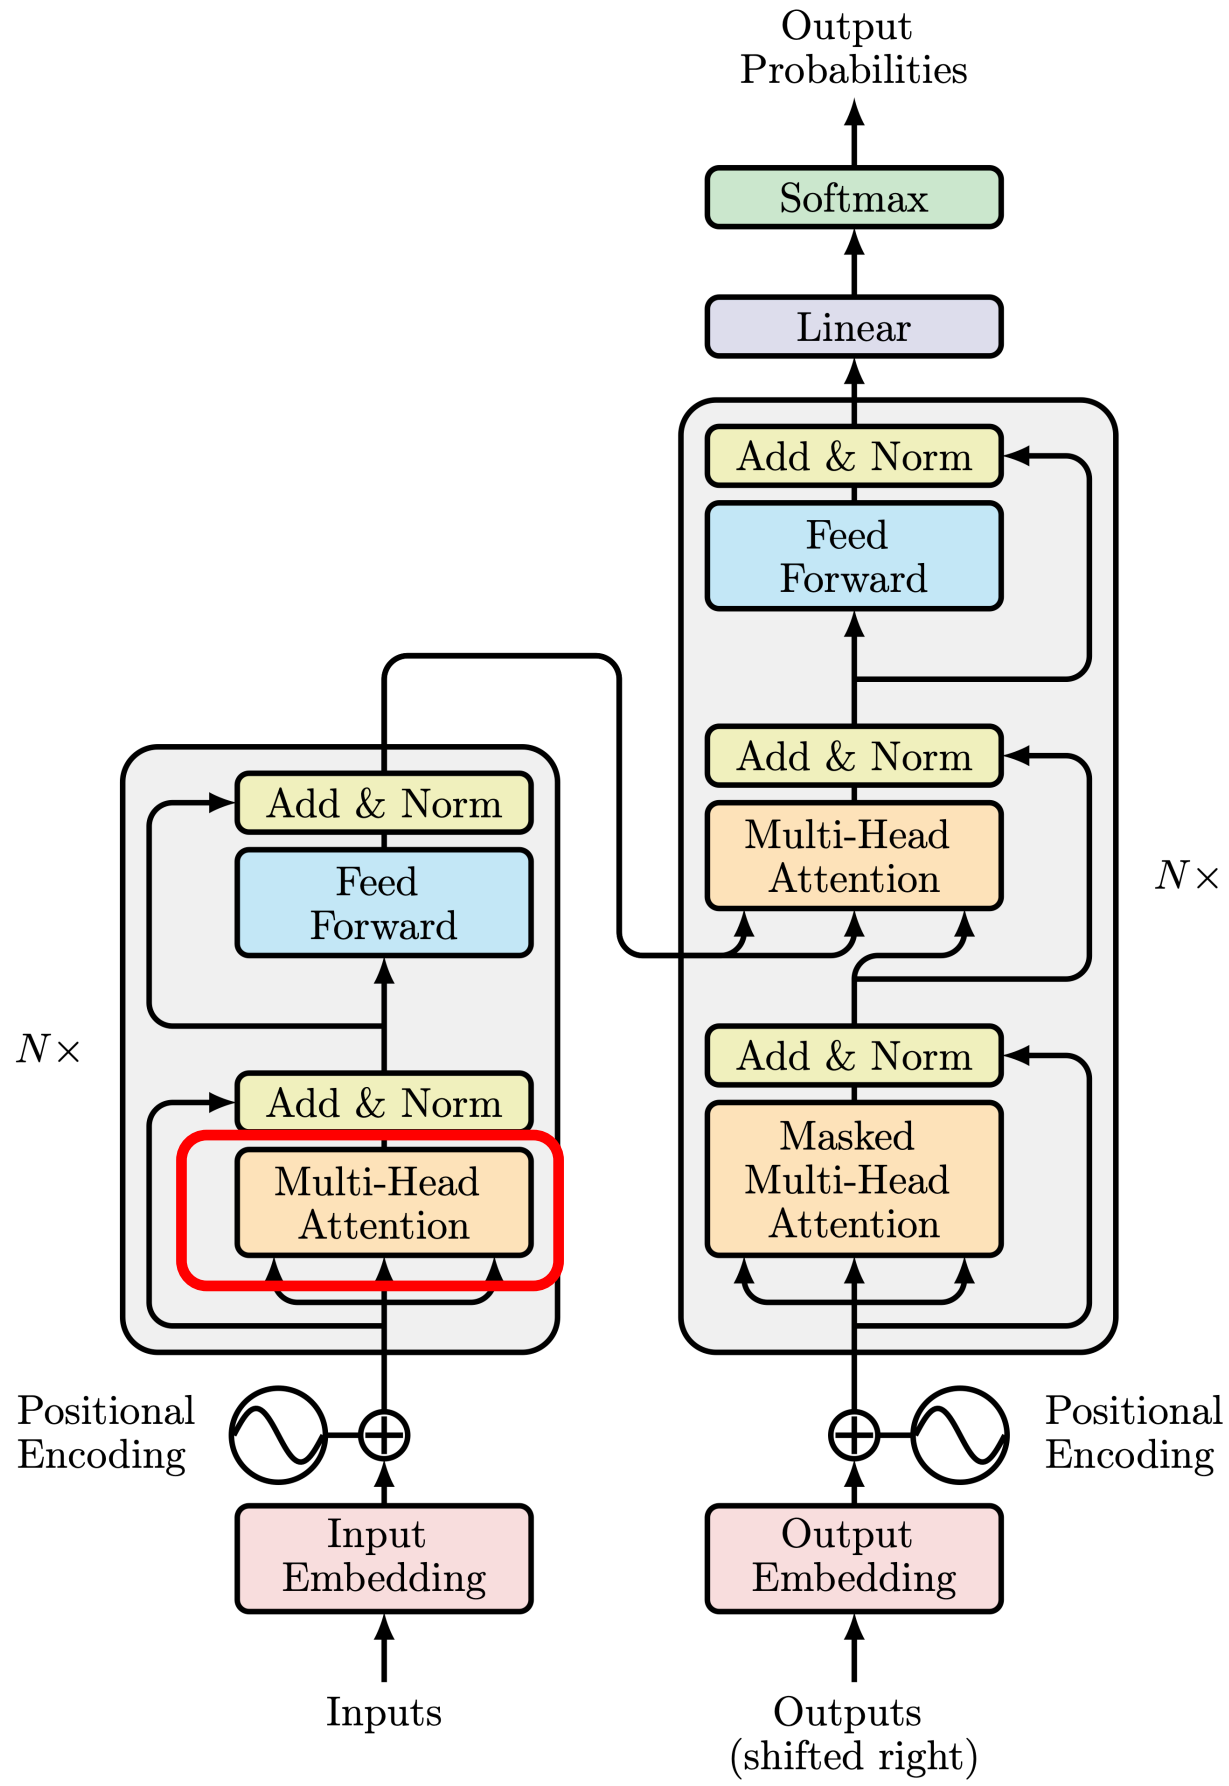 Output
Probabilities
Softmax
Linear
Add & Norm
Feed
Forward
Add & Norm
Multi-Head
Attention
N×
Add & Norm
Masked
Multi-Head
Attention
Add & Norm
Feed
Forward
N×
Add & Norm
Multi-Head
Attention
Positional
Encoding
Positional
Encoding
Input
Embedding
Output
Embedding
Inputs
Outputs
(shifted right)